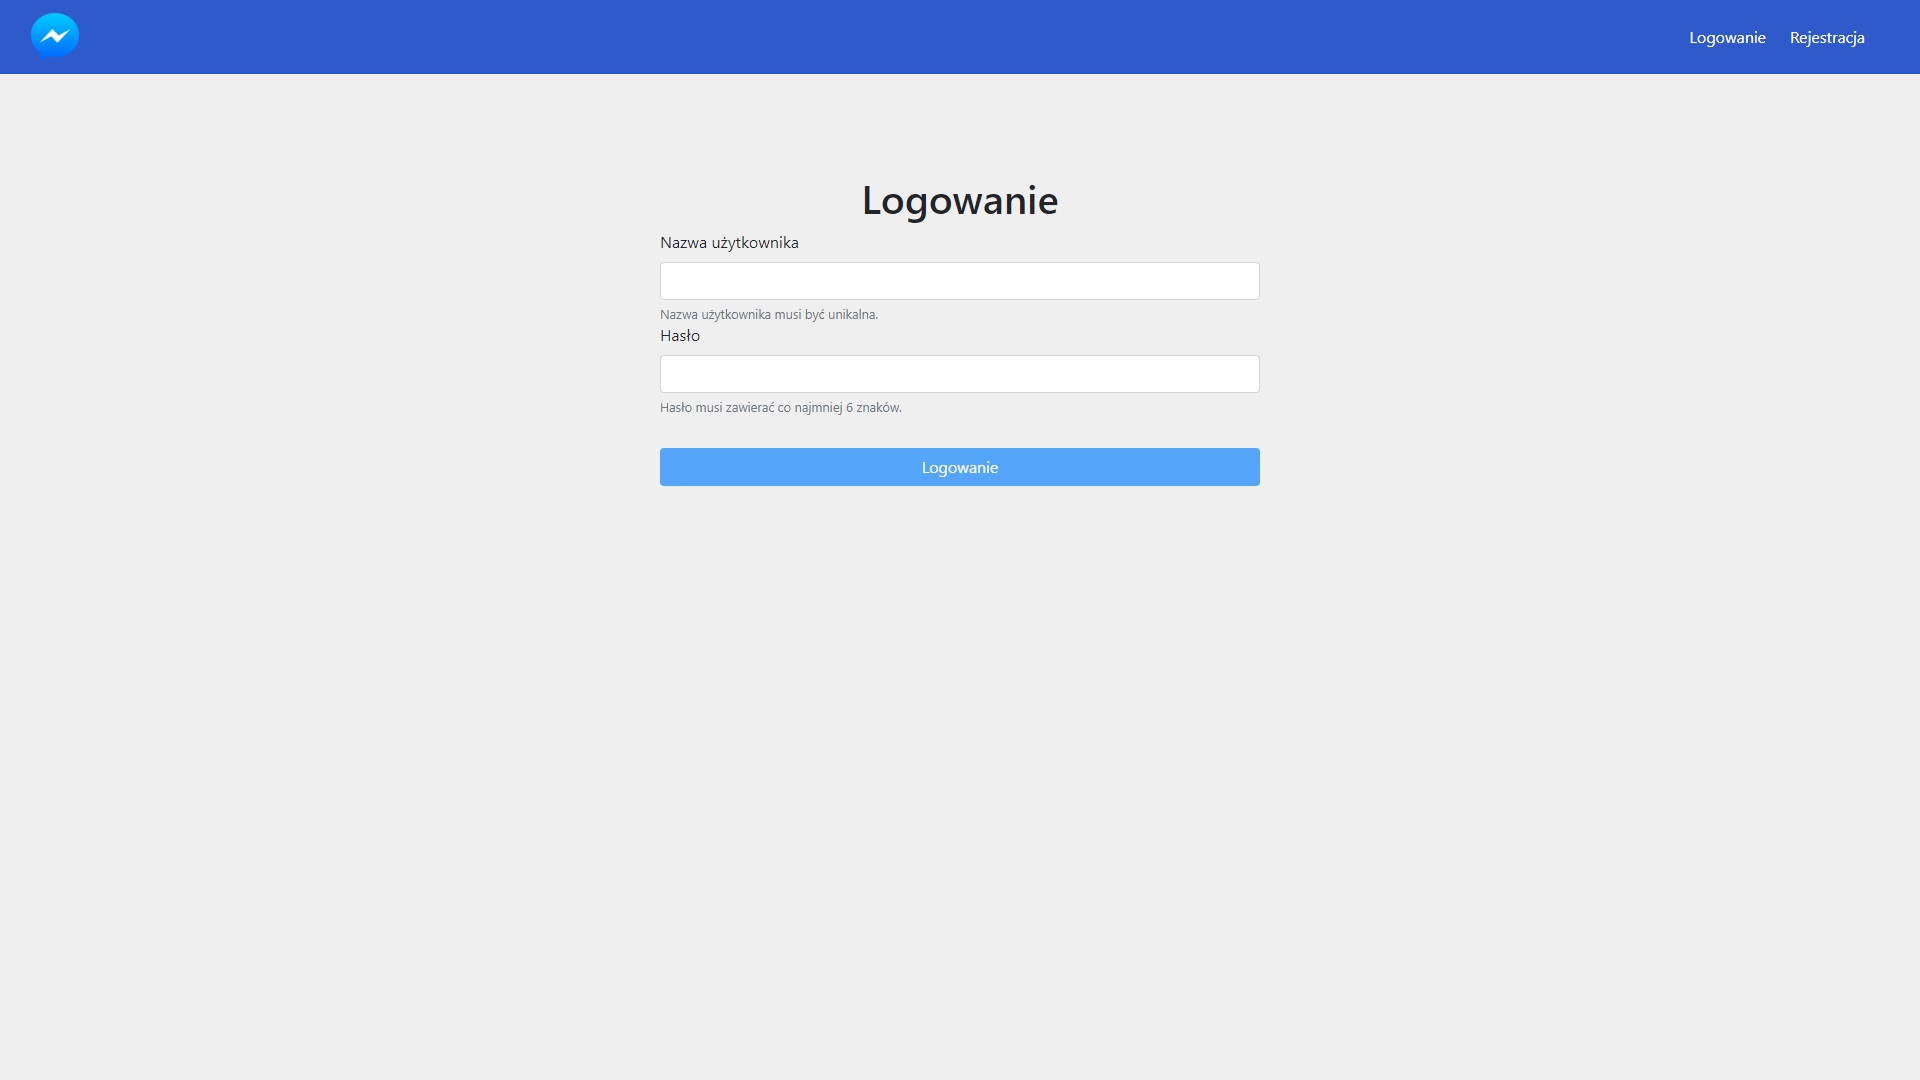 Logowanie Rejestracja
Logowanie
Nazwa użytkownika
Nazwa użytkownika musi być unikalna.
Hasło
Hasło musi zawierać co najmniej 6 znaków.
Logowanie